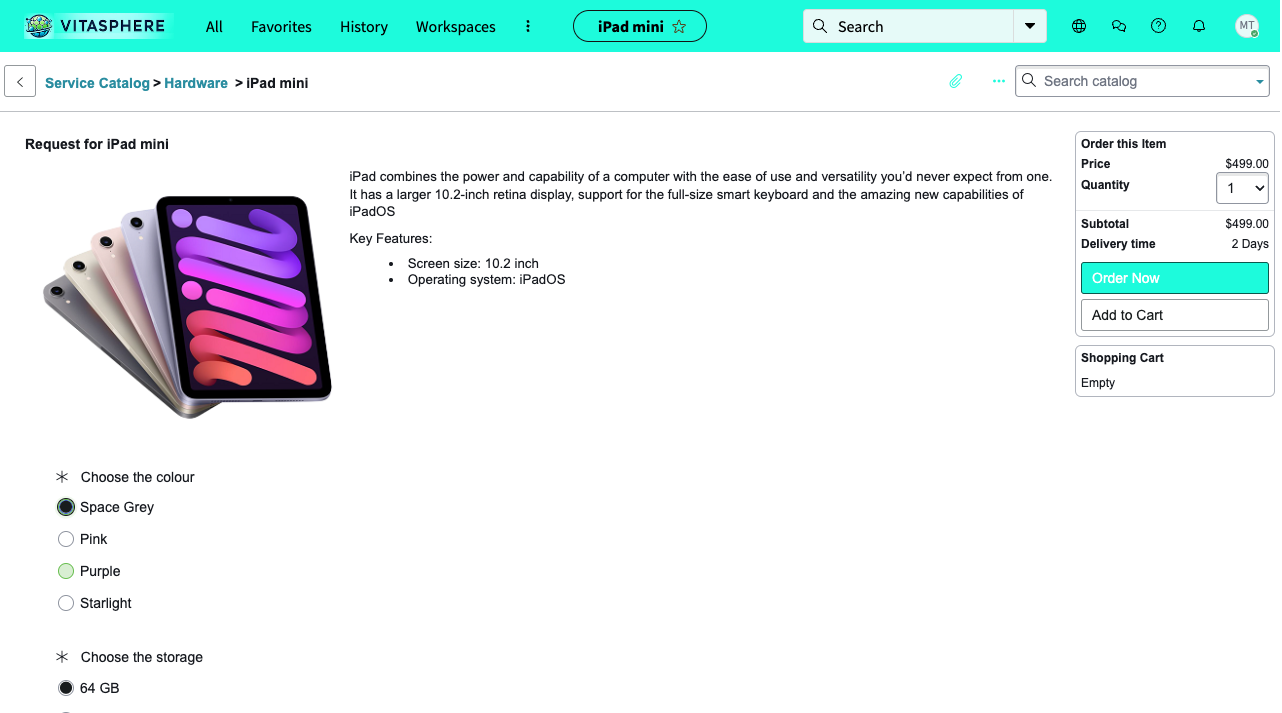 VITASPHERE
All
Favorites
History
Workspaces
iPad mini
Search
MT
Service Catalog > Hardware > iPad mini
Search catalog
Request for iPad mini
iPad combines the power and capability of a computer with the ease of use and versatility you'd never expect from one.
It has a larger 10.2-inch retina display, support for the full-size smart keyboard and the amazing new capabilities of
iPadOS
Key Features:
Screen size: 10.2 inch
Operating system: iPadOS
Order this Item
Price $499.00
Quantity 1
Subtotal $499.00
Delivery time 2 Days
Order Now
Add to Cart
Shopping Cart
Empty
Choose the colour
Space Grey
Pink
Purple
Starlight
Choose the storage
64 GB